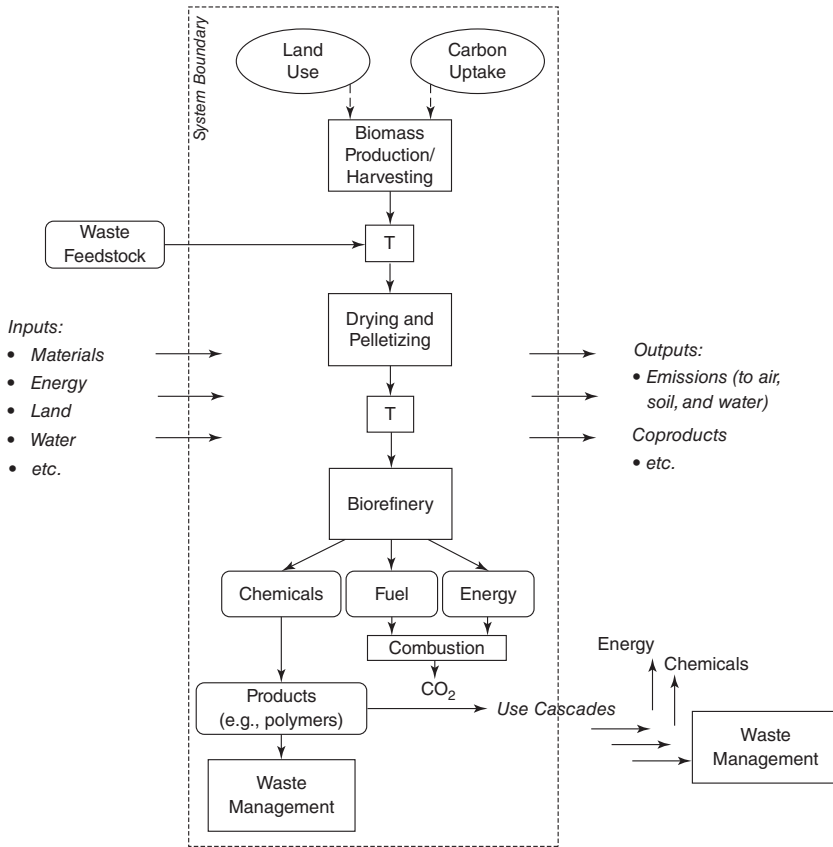 System Boundary
Land
Use
Carbon
Uptake
Biomass
Production/
Harvesting
Waste
Feedstock
T
Drying and
Pelletizing
Inputs:
• Materials
• Energy
• Land
• Water
• etc.
Outputs:
• Emissions (to air,
soil, and water)
Coproducts
• etc.
T
Biorefinery
Chemicals
Fuel
Energy
Combustion
CO₂
Products
(e.g., polymers)
Use Cascades
Energy
Chemicals
Waste
Management
Waste
Management